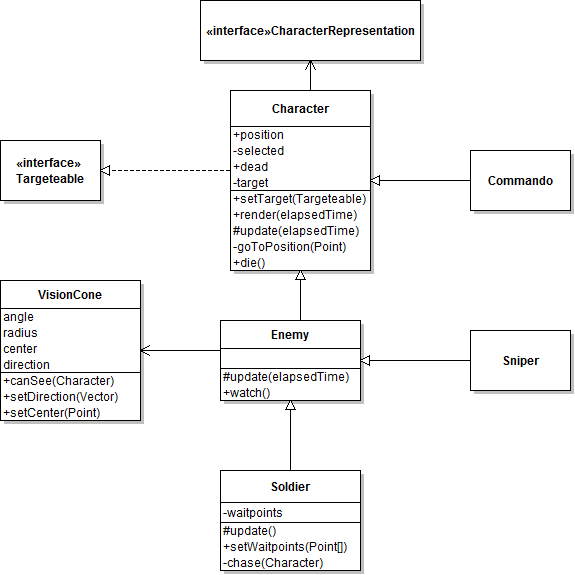 «interface»CharacterRepresentation
Character
+position
-selected
+dead
-target
+setTarget(Targeteable)
+render(elapsedTime)
#update(elapsedTime)
-goToPosition(Point)
+die()
«interface»
Targeteable
Commando
VisionCone
angle
radius
center
direction
+canSee(Character)
+setDirection(Vector)
+setCenter(Point)
Enemy
#update(elapsedTime)
+watch()
Sniper
Soldier
-waitpoints
#update()
+setWaitpoints(Point[])
-chase(Character)